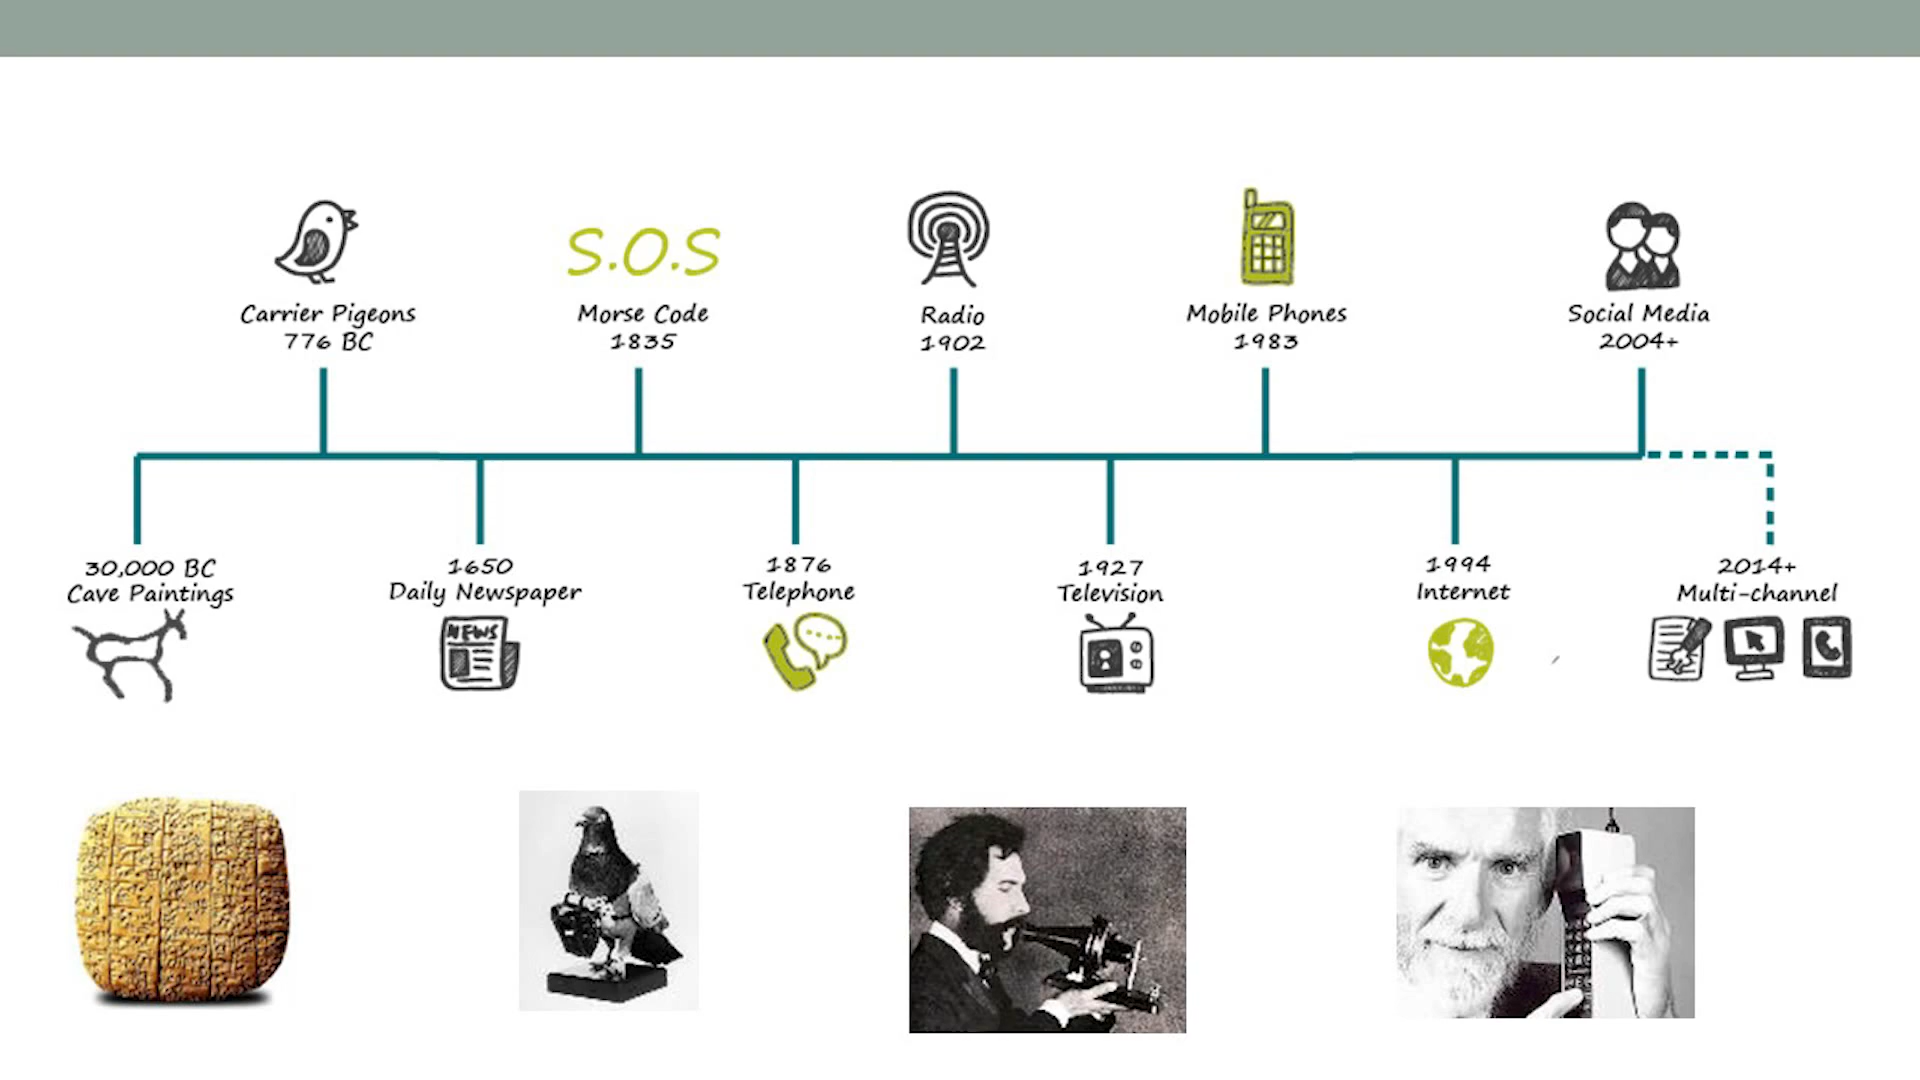 S.O.S
Carrier Pigeons
776 BC
Morse Code
1835
Radio
1902
Mobile Phones
1983
Social Media
2004+
30,000 BC
Cave Paintings
1650
Daily Newspaper
NEWS
1876
Telephone
1927
Television
1994
Internet
2014+
Multi-channel